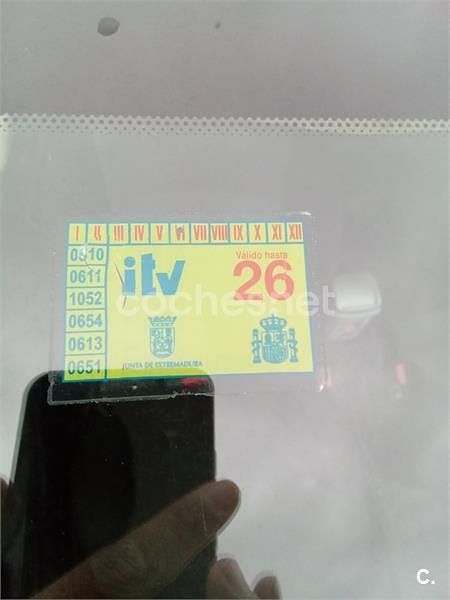 I II III IV V VI VII VIII IX X XI XII
0810
0611
1052
0654
0613
0651
itv
Válido hasta
26
JUNTA DE EXTREMADURA
coches.net
C.